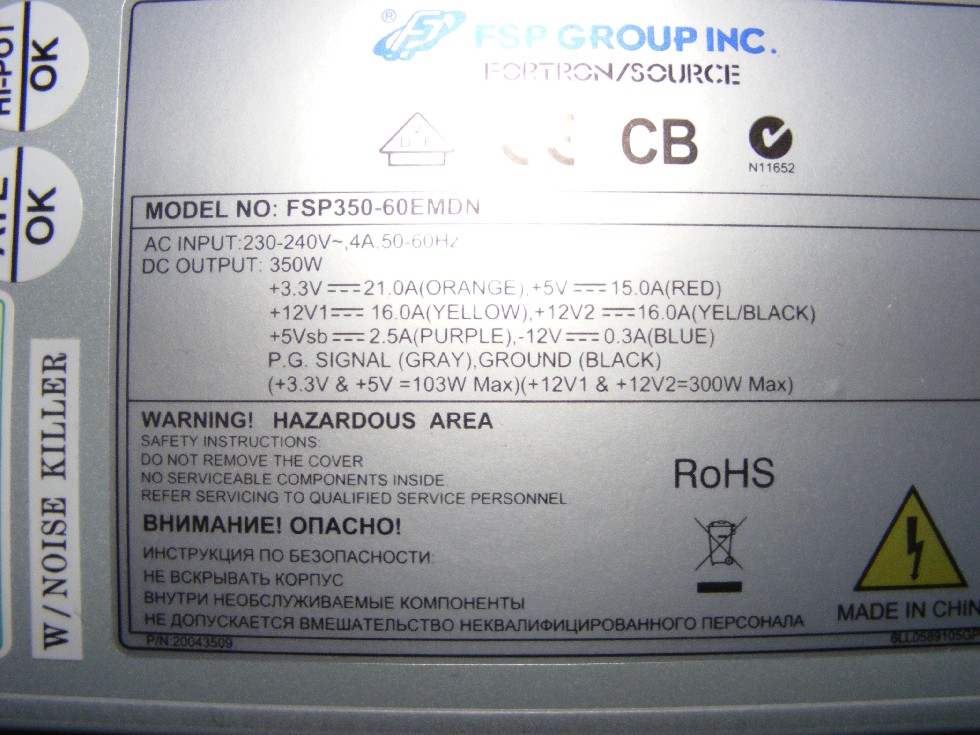 HI-POT
OK
ATE
OK
W/NOISE KILLER
® FSP GROUP INC.
FORTRON/SOURCE
VDE CE CB N11652
MODEL NO: FSP350-60EMDN
AC INPUT:230-240V~,4A,50-60Hz
DC OUTPUT: 350W
+3.3V⎓21.0A(ORANGE),+5V⎓15.0A(RED)
+12V1⎓16.0A(YELLOW),+12V2⎓16.0A(YEL/BLACK)
+5Vsb⎓2.5A(PURPLE),-12V⎓0.3A(BLUE)
P.G. SIGNAL (GRAY),GROUND (BLACK)
(+3.3V & +5V =103W Max)(+12V1 & +12V2=300W Max)
WARNING! HAZARDOUS AREA
SAFETY INSTRUCTIONS:
DO NOT REMOVE THE COVER
NO SERVICEABLE COMPONENTS INSIDE
REFER SERVICING TO QUALIFIED SERVICE PERSONNEL
RoHS
ВНИМАНИЕ! ОПАСНО!
ИНСТРУКЦИЯ ПО БЕЗОПАСНОСТИ:
НЕ ВСКРЫВАТЬ КОРПУС
ВНУТРИ НЕОБСЛУЖИВАЕМЫЕ КОМПОНЕНТЫ
НЕ ДОПУСКАЕТСЯ ВМЕШАТЕЛЬСТВО НЕКВАЛИФИЦИРОВАННОГО ПЕРСОНАЛА
MADE IN CHIN
P/N:20043509